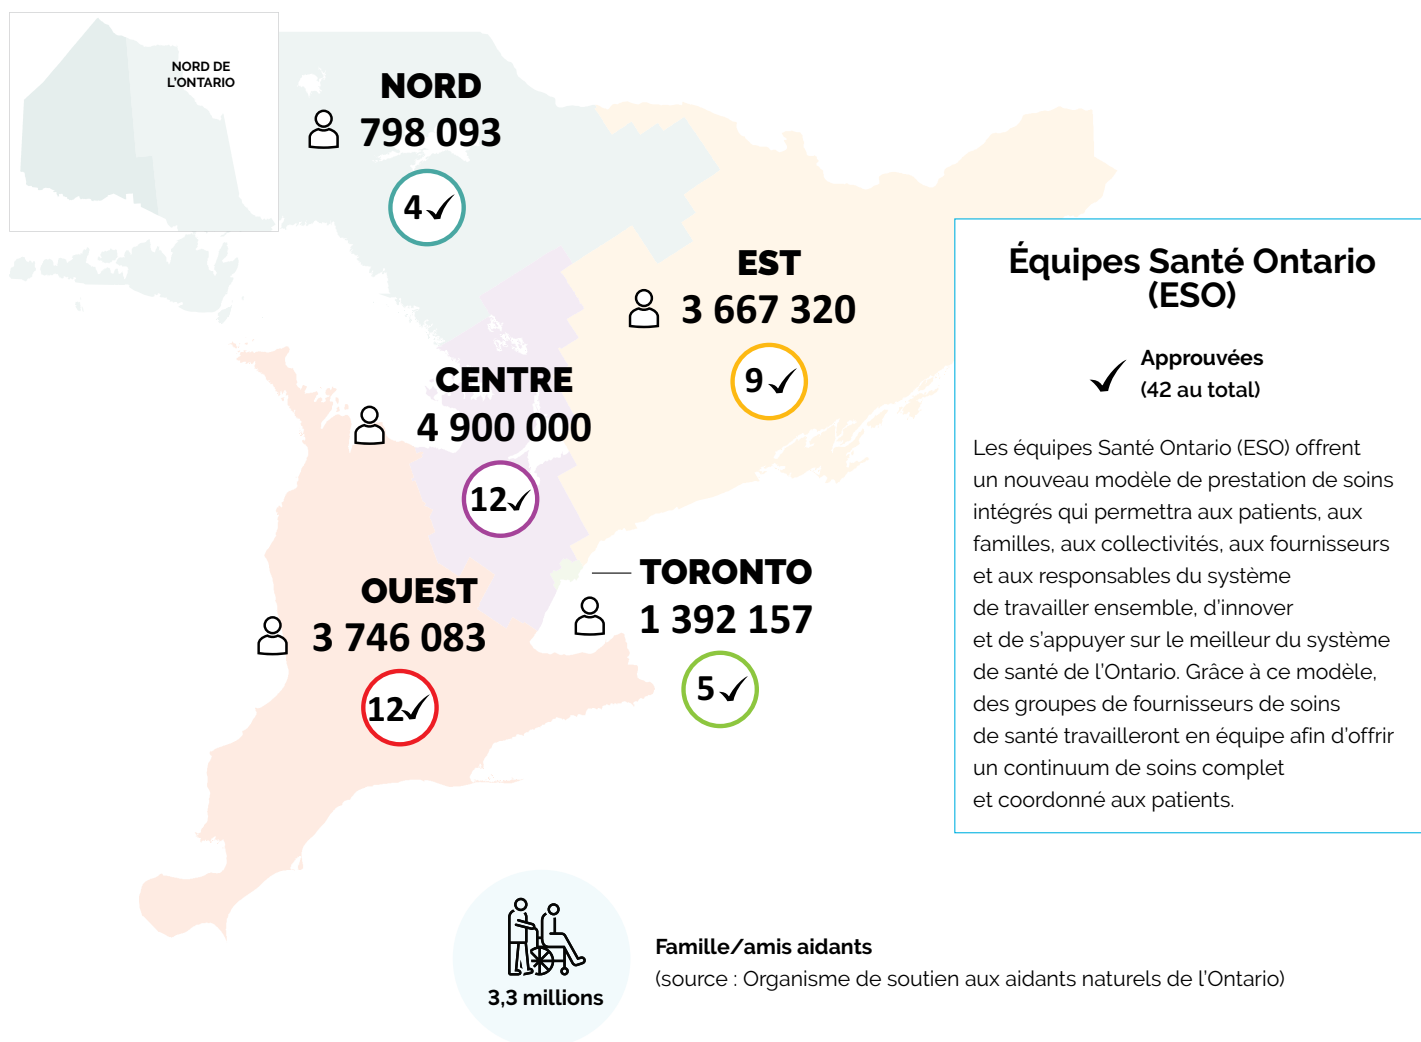 NORD DE
L'ONTARIO
NORD
798 093
4
EST
3 667 320
9
CENTRE
4 900 000
12
OUEST
3 746 083
12
TORONTO
1 392 157
5
Équipes Santé Ontario
(ESO)
Approuvées
(42 au total)
Les équipes Santé Ontario (ESO) offrent
un nouveau modèle de prestation de soins
intégrés qui permettra aux patients, aux
familles, aux collectivités, aux fournisseurs
et aux responsables du système
de travailler ensemble, d'innover
et de s'appuyer sur le meilleur du système
de santé de l'Ontario. Grâce à ce modèle,
des groupes de fournisseurs de soins
de santé travailleront en équipe afin d'offrir
un continuum de soins complet
et coordonné aux patients.
3,3 millions
Famille/amis aidants
(source : Organisme de soutien aux aidants naturels de l'Ontario)